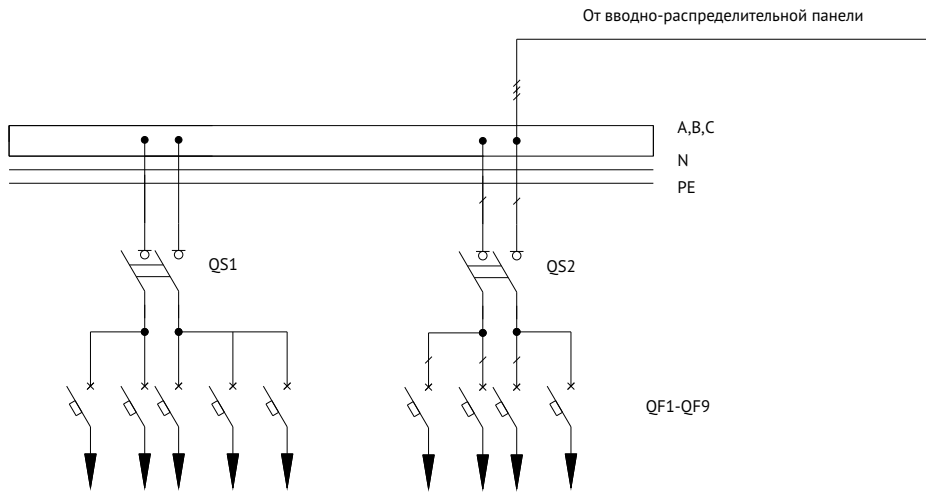 От вводно-распределительной панели
A,B,C
N
PE
QS1
QS2
QF1-QF9